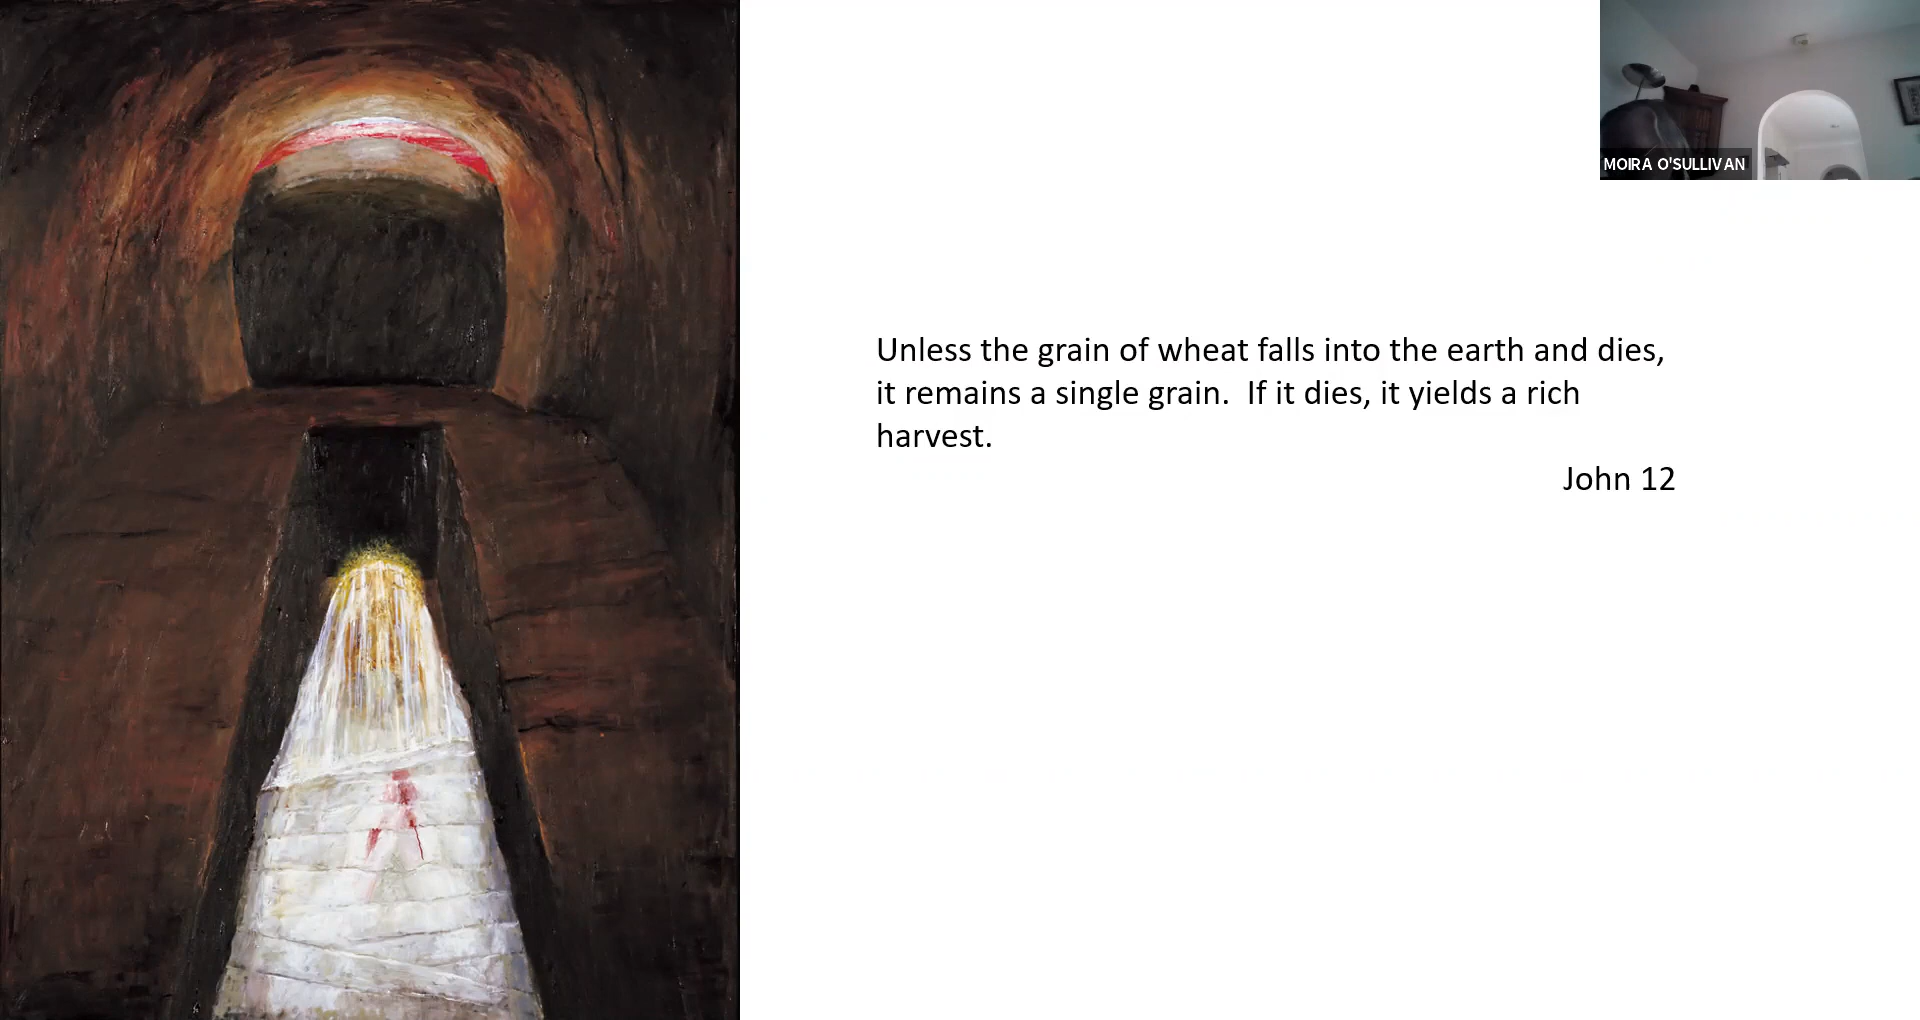 MOIRA O'SULLIVAN
Unless the grain of wheat falls into the earth and dies,
it remains a single grain.  If it dies, it yields a rich
harvest.
John 12